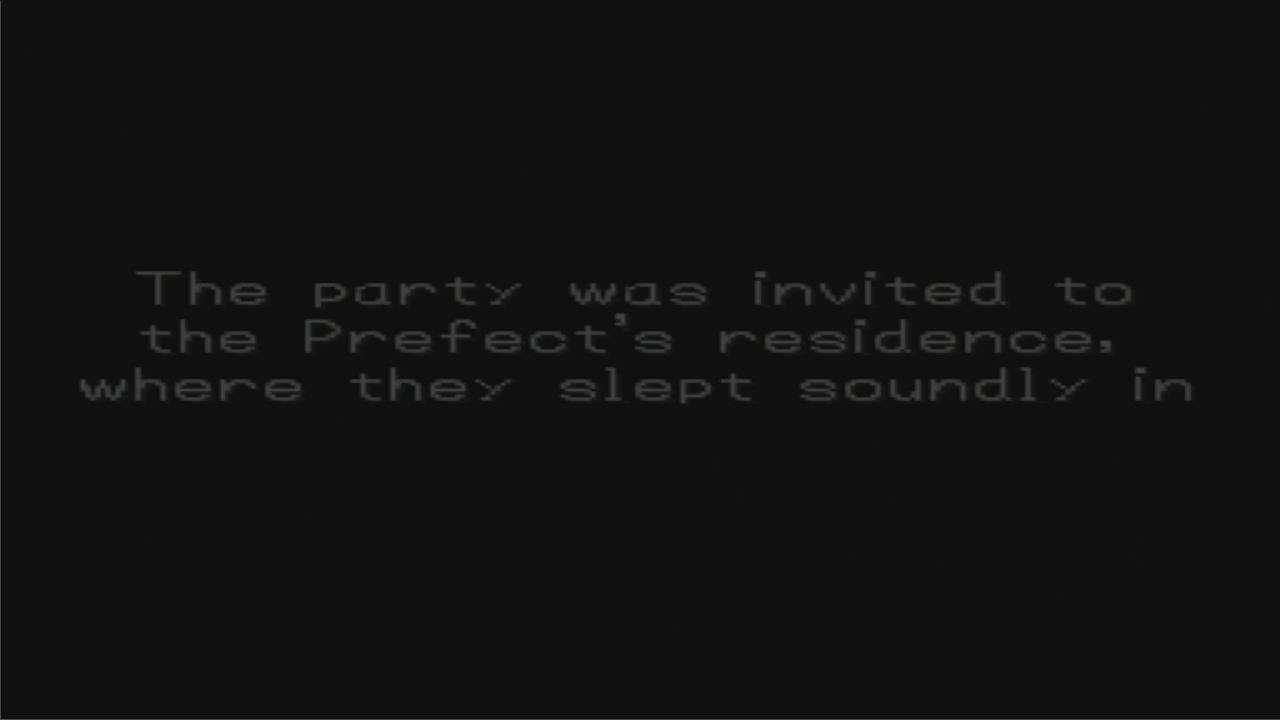 The party was invited to
the Prefect's residence,
where they slept soundly in